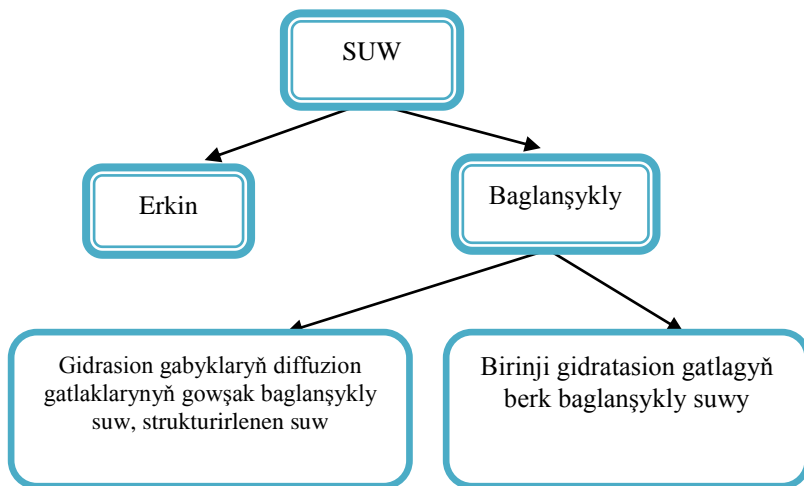 SUW
Erkin
Baglanşykly
Gidrasion gabyklaryň diffuzion
gatlaklarynyň gowşak baglanşykly
suw, strukturirlenen suw
Birinji gidratasion gatlagyň
berk baglanşykly suwy